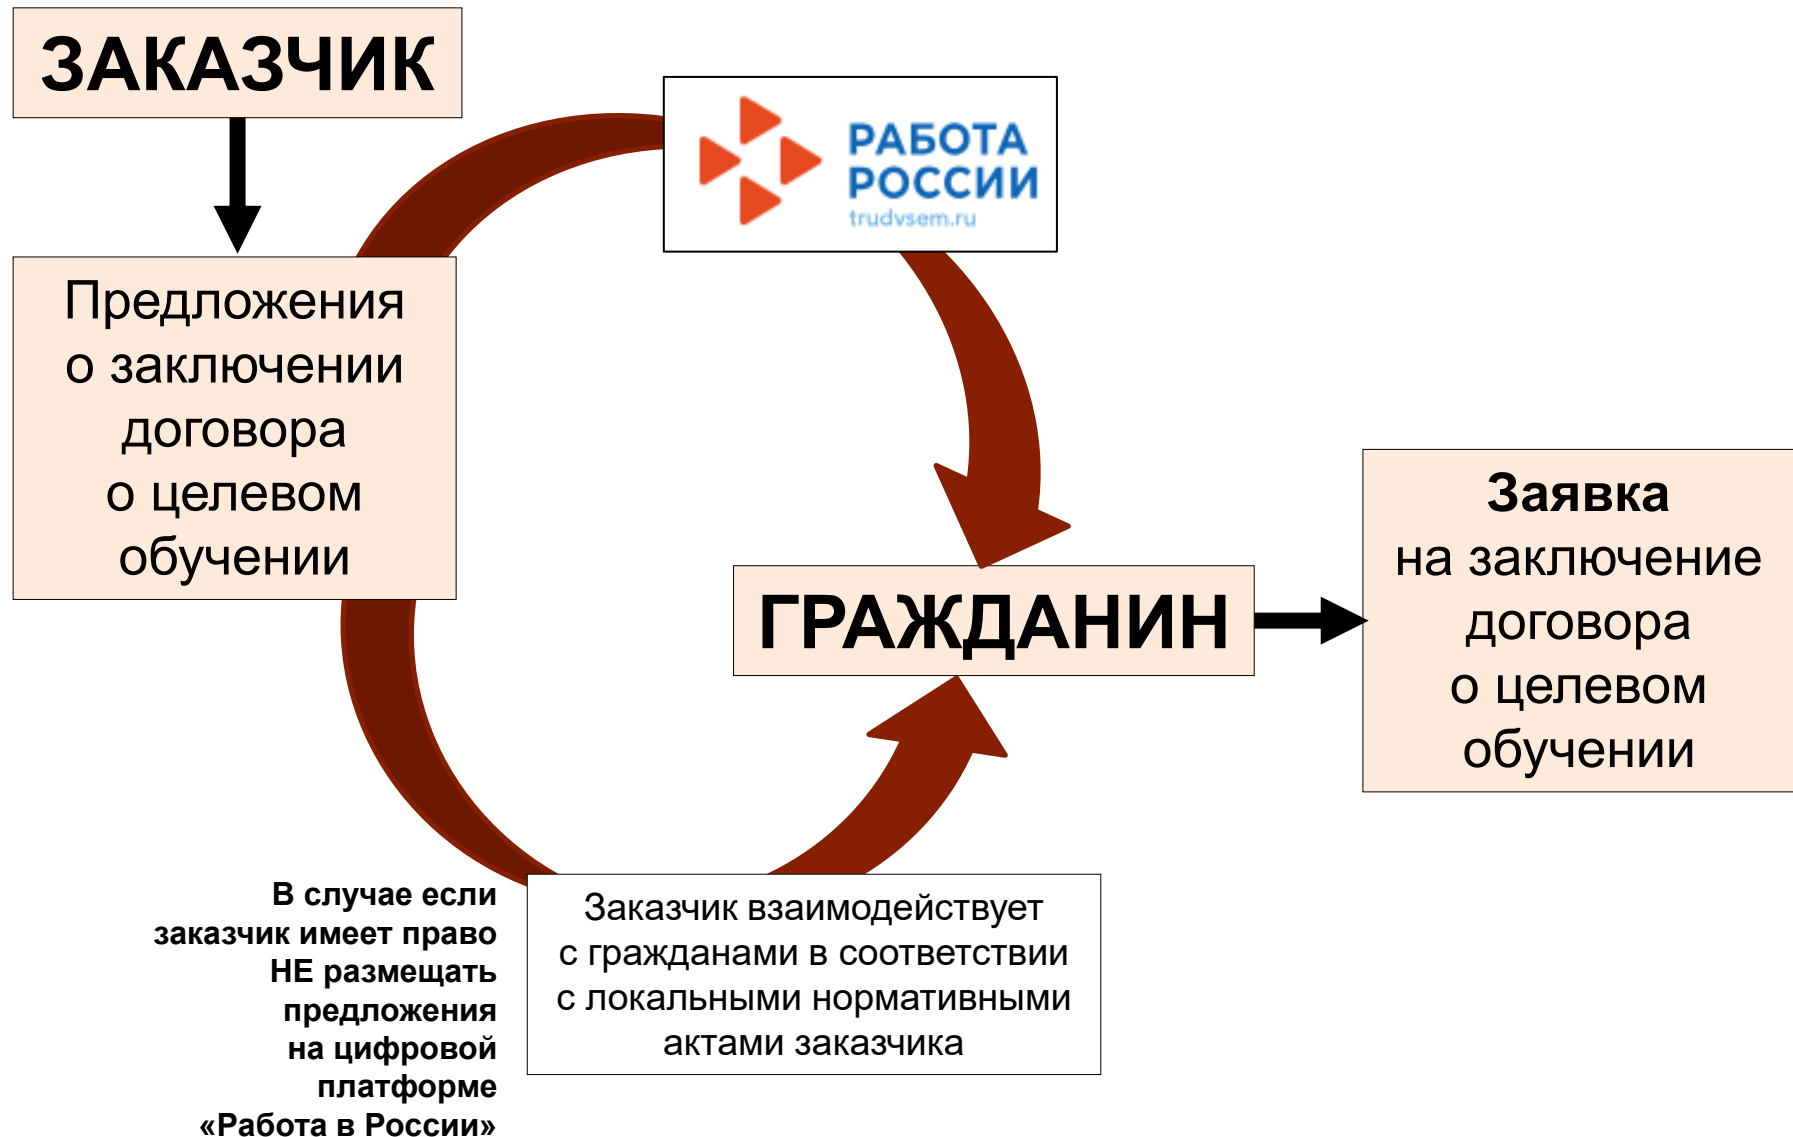 ЗАКАЗЧИК
РАБОТА
РОССИИ
trudvsem.ru
Предложения
о заключении
договора
о целевом
обучении
ГРАЖДАНИН
Заявка
на заключение
договора
о целевом
обучении
В случае если
заказчик имеет право
НЕ размещать
предложения
на цифровой
платформе
«Работа в России»
Заказчик взаимодействует
с гражданами в соответствии
с локальными нормативными
актами заказчика